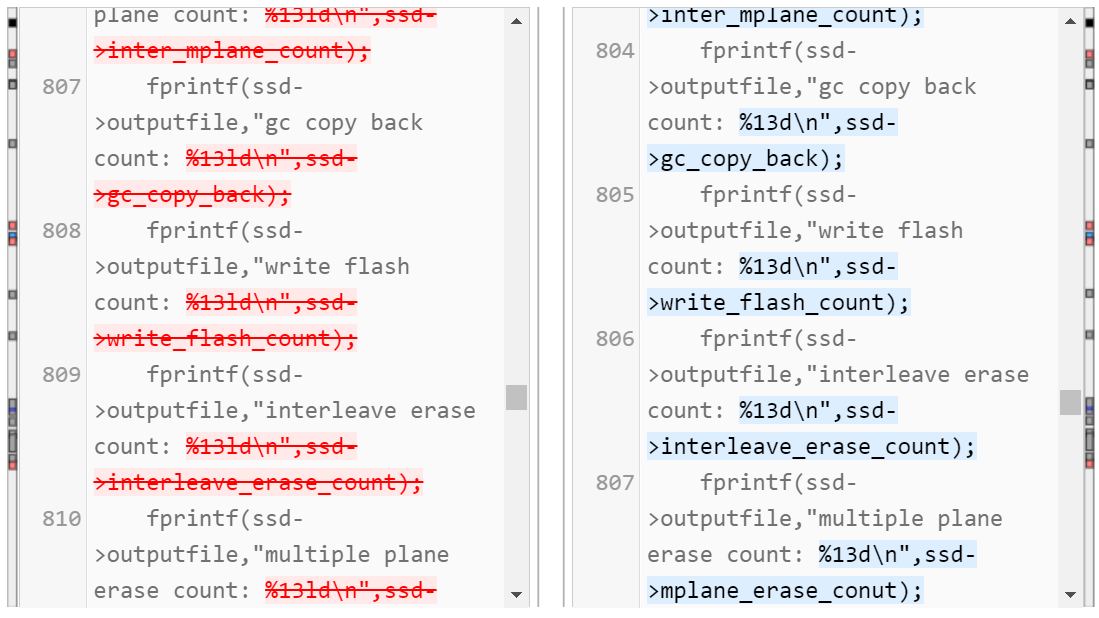 plane count: %13ld\n",ssd-
>inter_mplane_count);
807 fprintf(ssd-
>outputfile,"gc copy back
count: %13ld\n",ssd-
>gc_copy_back);
808 fprintf(ssd-
>outputfile,"write flash
count: %13ld\n",ssd-
>write_flash_count);
809 fprintf(ssd-
>outputfile,"interleave erase
count: %13ld\n",ssd-
>interleave_erase_count);
810 fprintf(ssd-
>outputfile,"multiple plane
erase count: %13ld\n",ssd-
>inter_mplane_count);
804 fprintf(ssd-
>outputfile,"gc copy back
count: %13d\n",ssd-
>gc_copy_back);
805 fprintf(ssd-
>outputfile,"write flash
count: %13d\n",ssd-
>write_flash_count);
806 fprintf(ssd-
>outputfile,"interleave erase
count: %13d\n",ssd-
>interleave_erase_count);
807 fprintf(ssd-
>outputfile,"multiple plane
erase count: %13d\n",ssd-
>mplane_erase_conut);